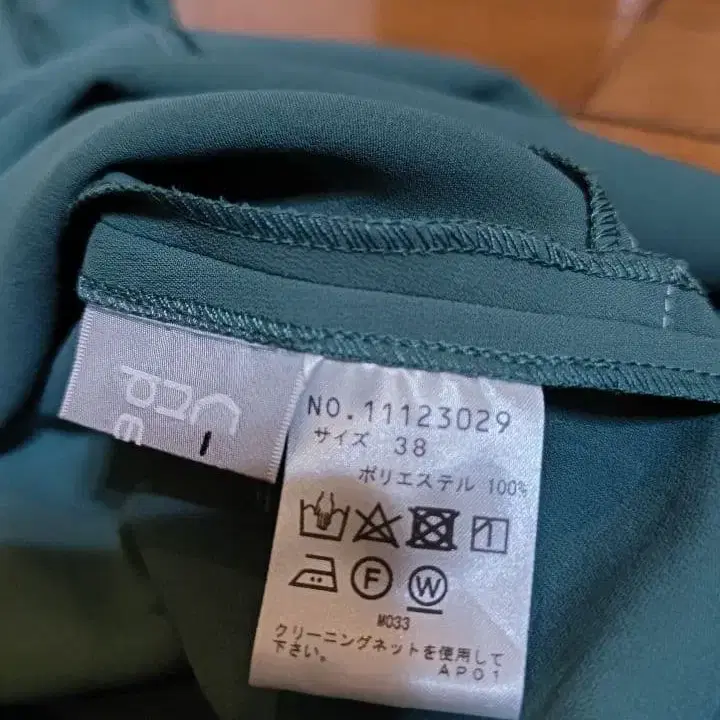 NO.11123029
サイズ 38
ポリエステル 100%
F
W
M033
クリーニングネットを使用して
下さい。
AP01